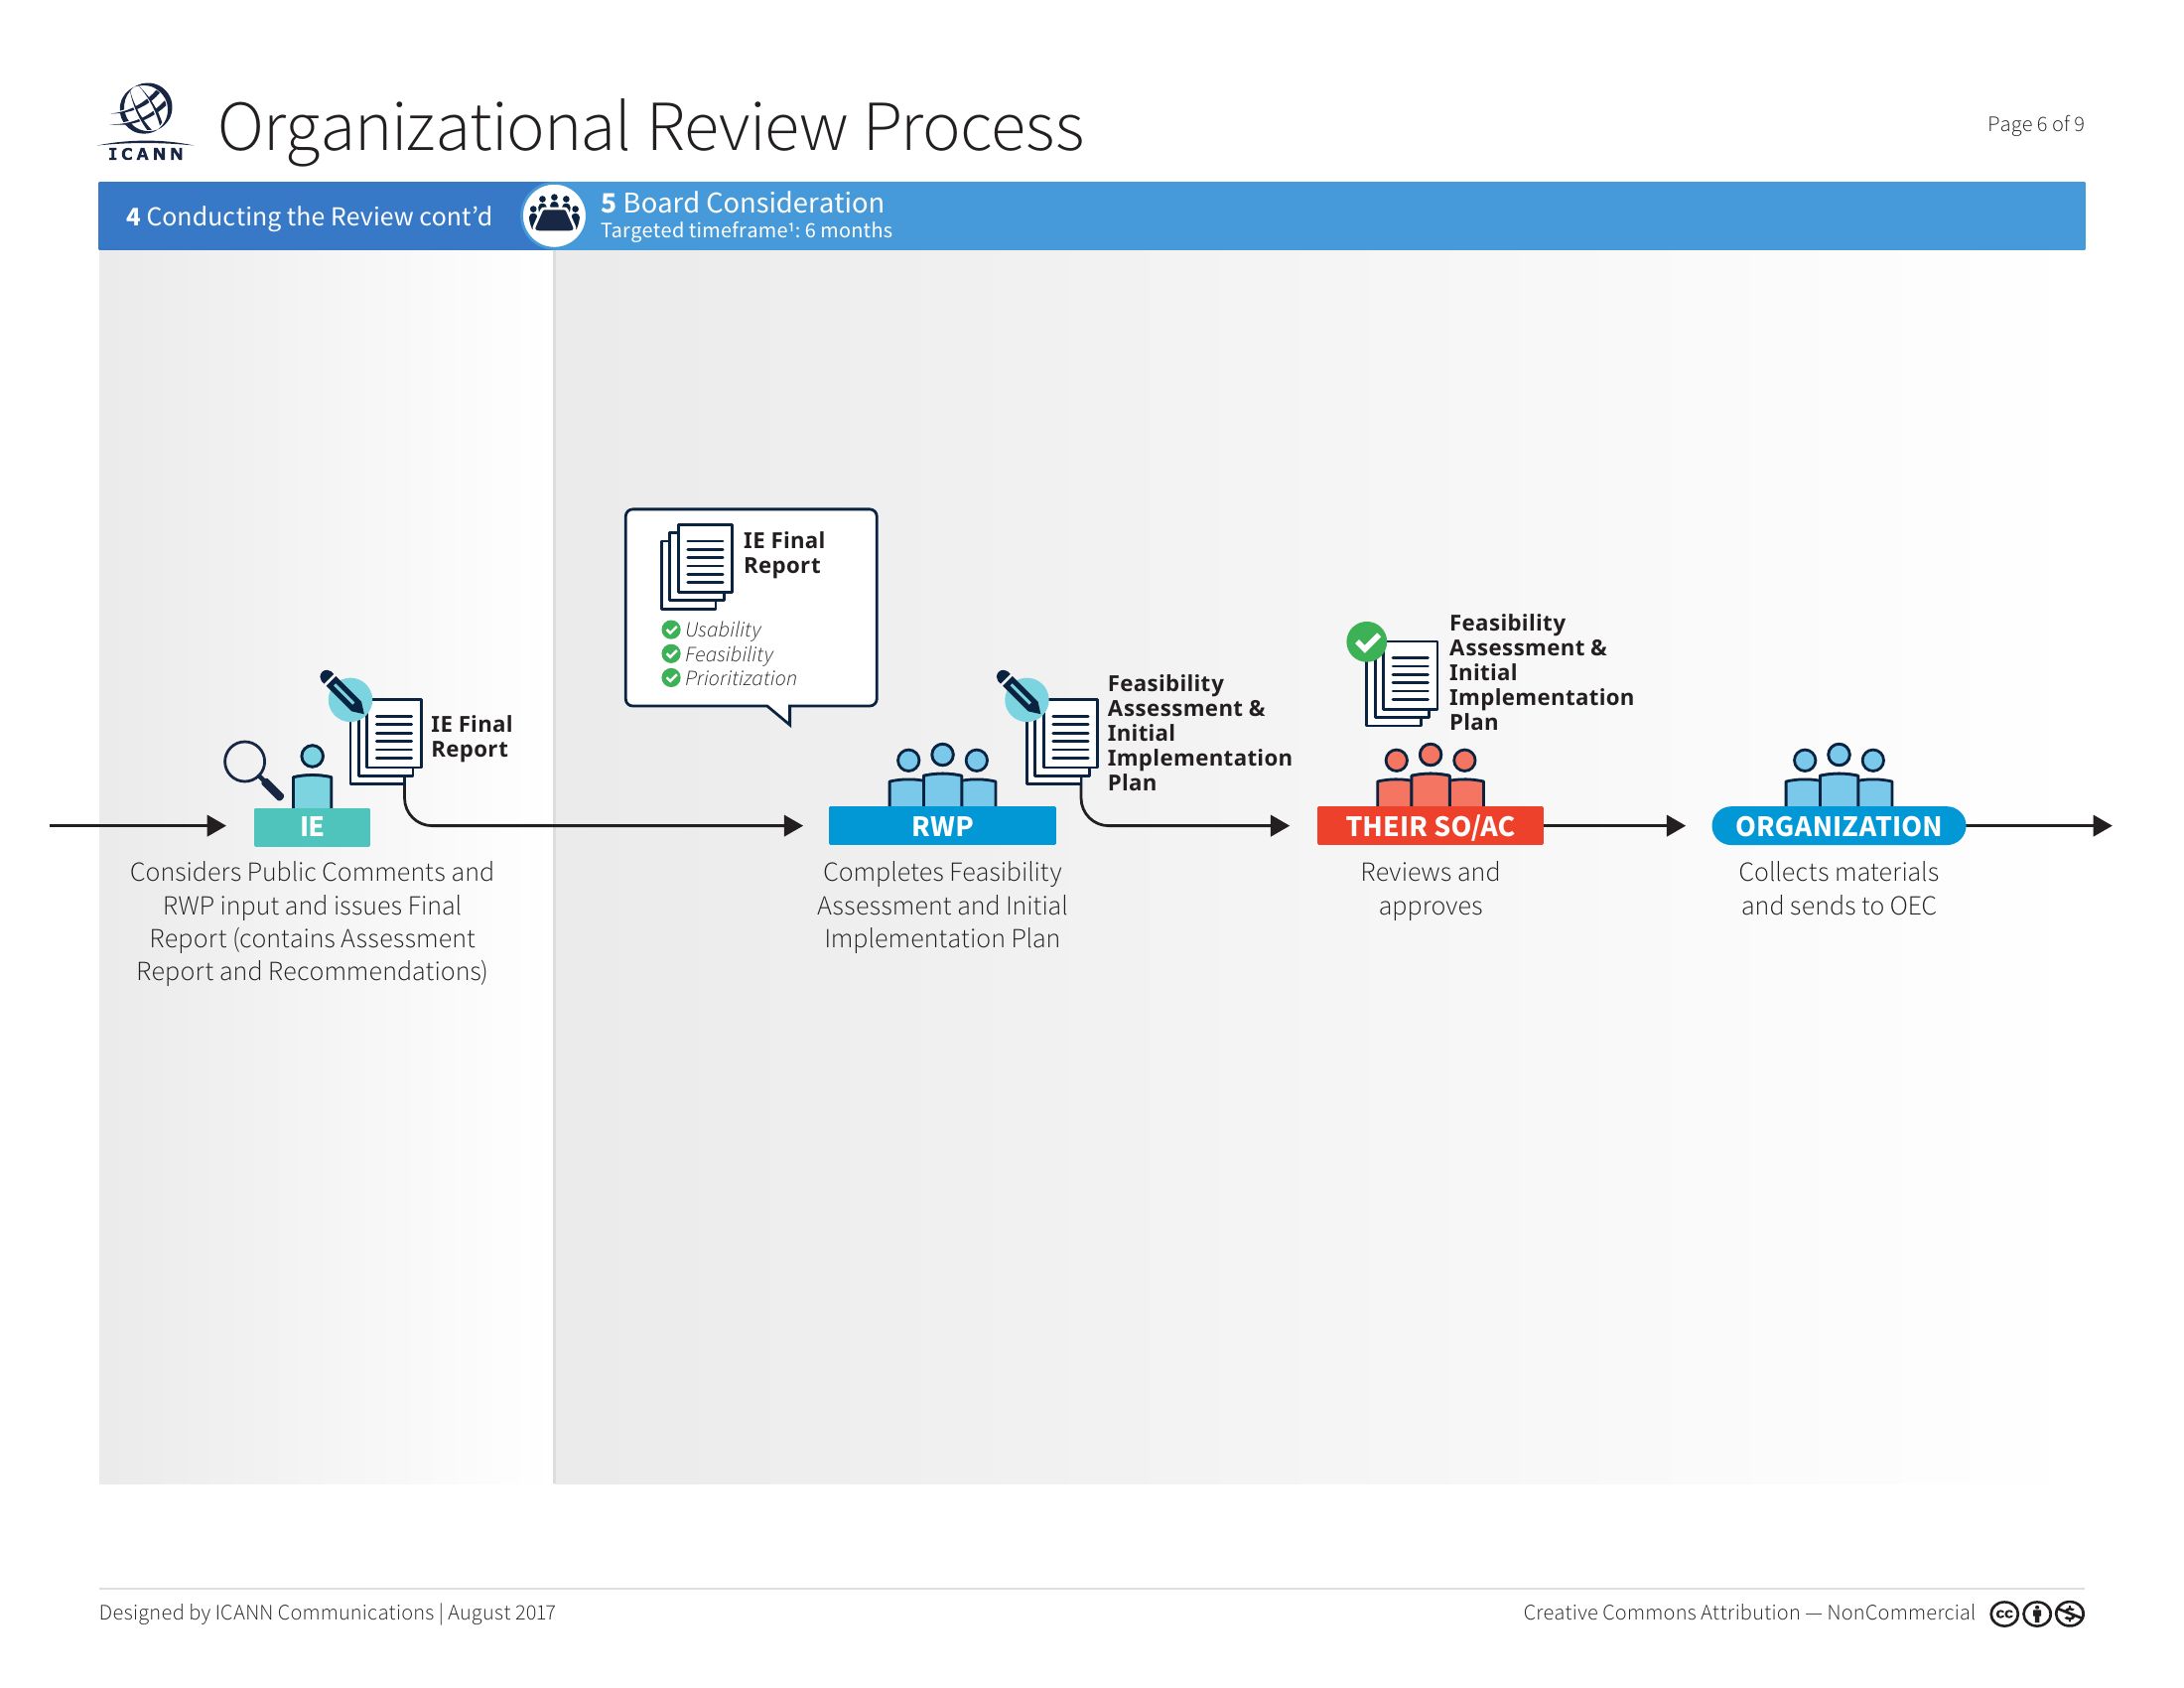 ICANN
Organizational Review Process
Page 6 of 9
4 Conducting the Review cont’d
5 Board Consideration
Targeted timeframe¹: 6 months
IE Final
Report
Usability
Feasibility
Prioritization
IE Final
Report
Feasibility
Assessment &
Initial
Implementation
Plan
Feasibility
Assessment &
Initial
Implementation
Plan
IE
Considers Public Comments and
RWP input and issues Final
Report (contains Assessment
Report and Recommendations)
RWP
Completes Feasibility
Assessment and Initial
Implementation Plan
THEIR SO/AC
Reviews and
approves
ORGANIZATION
Collects materials
and sends to OEC
Designed by ICANN Communications | August 2017
Creative Commons Attribution — NonCommercial
cc